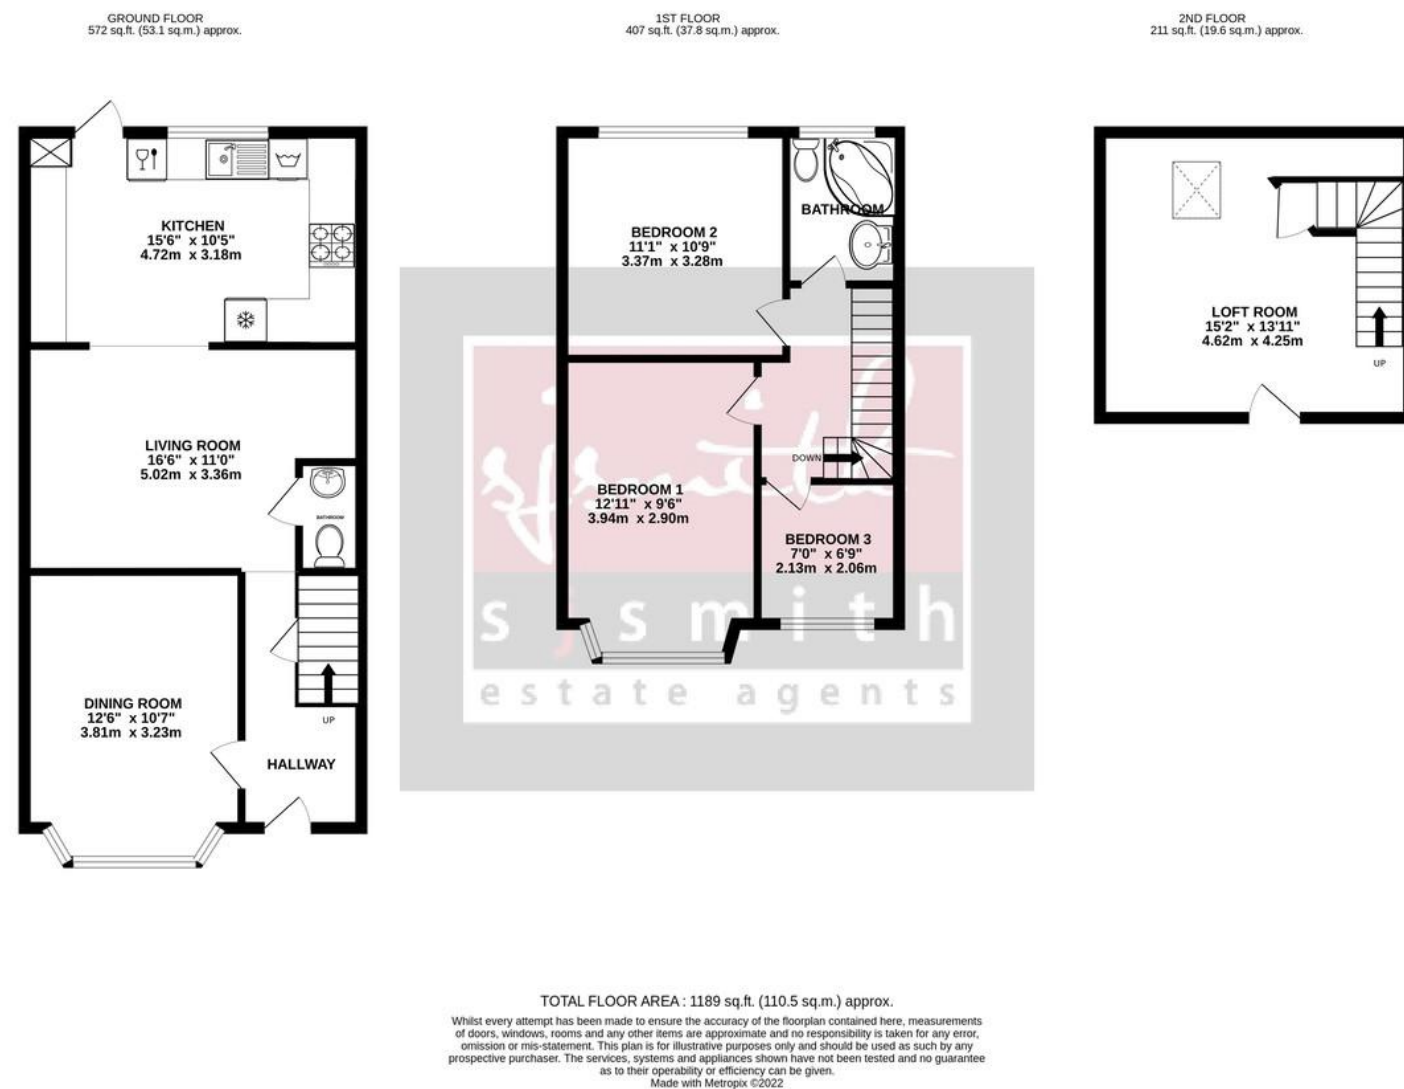 GROUND FLOOR
572 sq.ft. (53.1 sq.m.) approx.
1ST FLOOR
407 sq.ft. (37.8 sq.m.) approx.
2ND FLOOR
211 sq.ft. (19.6 sq.m.) approx.
KITCHEN
15'6" x 10'5"
4.72m x 3.18m
LIVING ROOM
16'6" x 11'0"
5.02m x 3.36m
BATHROOM
DINING ROOM
12'6" x 10'7"
3.81m x 3.23m
UP
HALLWAY
BEDROOM 2
11'1" x 10'9"
3.37m x 3.28m
BATHROOM
DOWN
BEDROOM 1
12'11" x 9'6"
3.94m x 2.90m
BEDROOM 3
7'0" x 6'9"
2.13m x 2.06m
sjsmith
sjsmith
estate agents
LOFT ROOM
15'2" x 13'11"
4.62m x 4.25m
UP
TOTAL FLOOR AREA : 1189 sq.ft. (110.5 sq.m.) approx.
Whilst every attempt has been made to ensure the accuracy of the floorplan contained here, measurements
of doors, windows, rooms and any other items are approximate and no responsibility is taken for any error,
omission or mis-statement. This plan is for illustrative purposes only and should be used as such by any
prospective purchaser. The services, systems and appliances shown have not been tested and no guarantee
as to their operability or efficiency can be given.
Made with Metropix ©2022